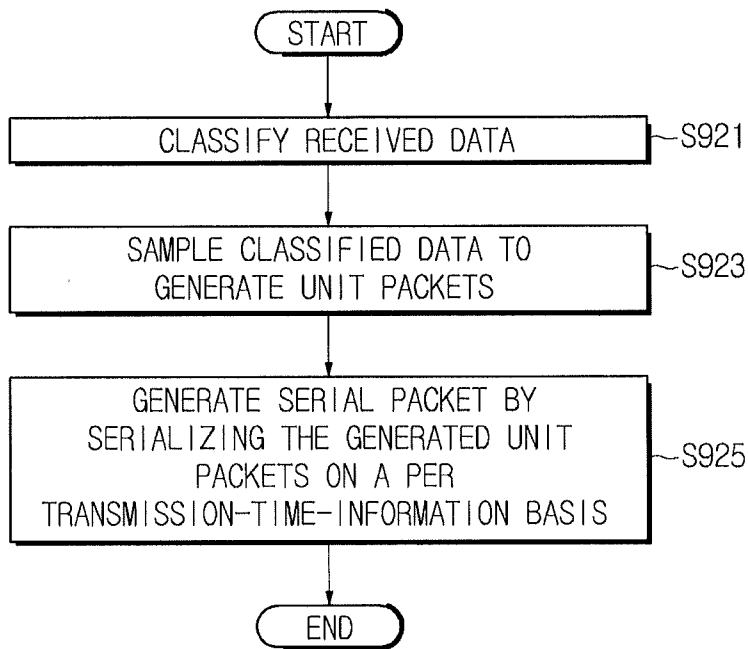 START
CLASSIFY RECEIVED DATA
S921
SAMPLE CLASSIFIED DATA TO
GENERATE UNIT PACKETS
S923
GENERATE SERIAL PACKET BY
SERIALIZING THE GENERATED UNIT
PACKETS ON A PER
TRANSMISSION-TIME-INFORMATION BASIS
S925
END